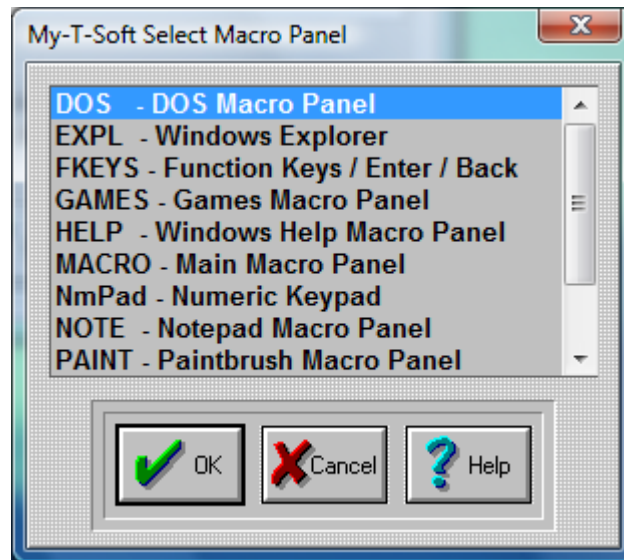 My-T-Soft Select Macro Panel
DOS - DOS Macro Panel
EXPL - Windows Explorer
FKEYS - Function Keys / Enter / Back
GAMES - Games Macro Panel
HELP - Windows Help Macro Panel
MACRO - Main Macro Panel
NmPad - Numeric Keypad
NOTE - Notepad Macro Panel
PAINT - Paintbrush Macro Panel
OK Cancel Help